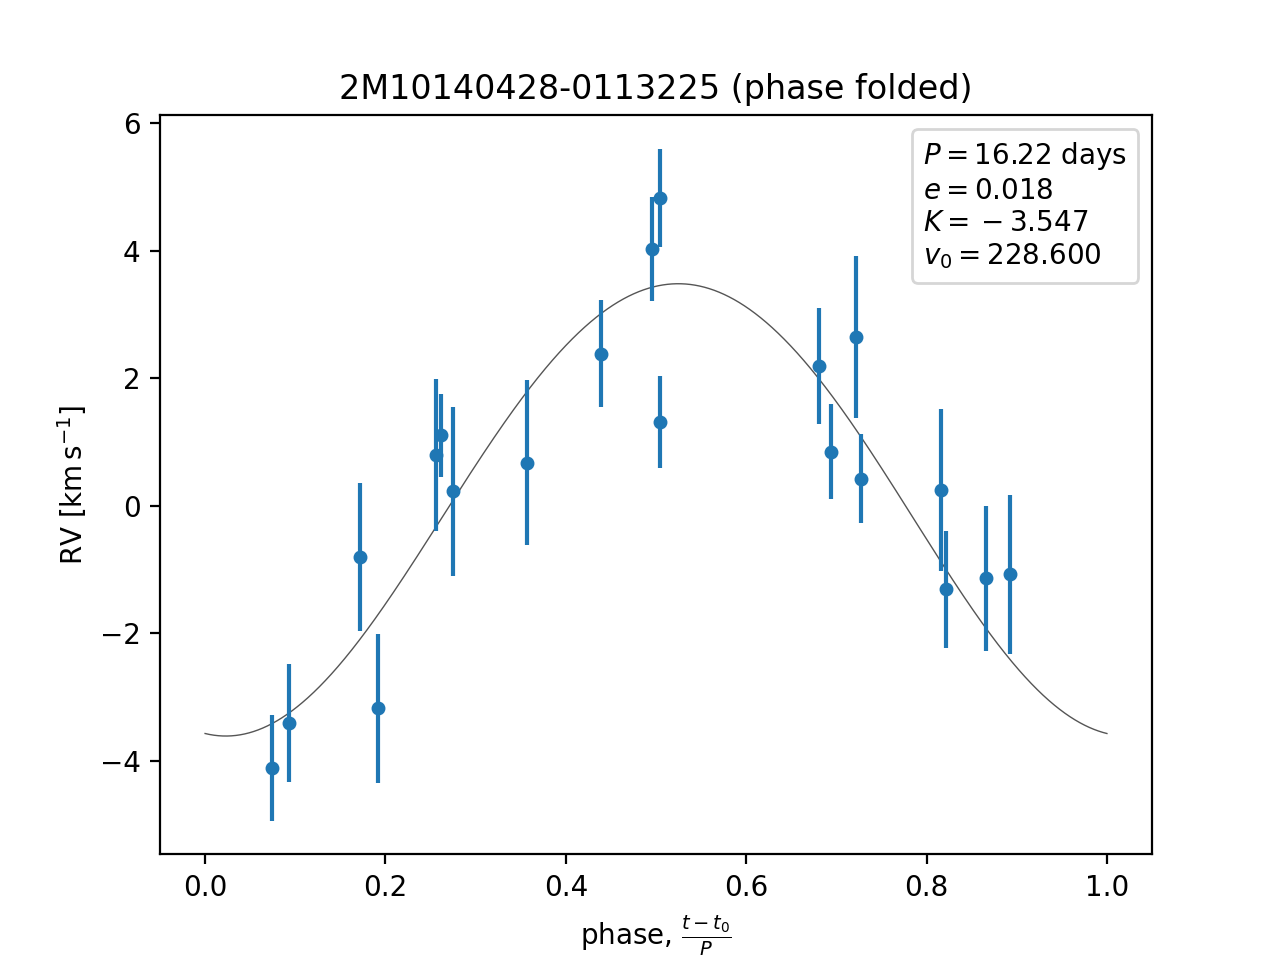 2M10140428-0113225 (phase folded)
P = 16.22 days
e = 0.018
K = −3.547
v₀ = 228.600
6
4
2
0
−2
−4
RV [km s⁻¹]
0.0 0.2 0.4 0.6 0.8 1.0
phase, (t − t₀)/P